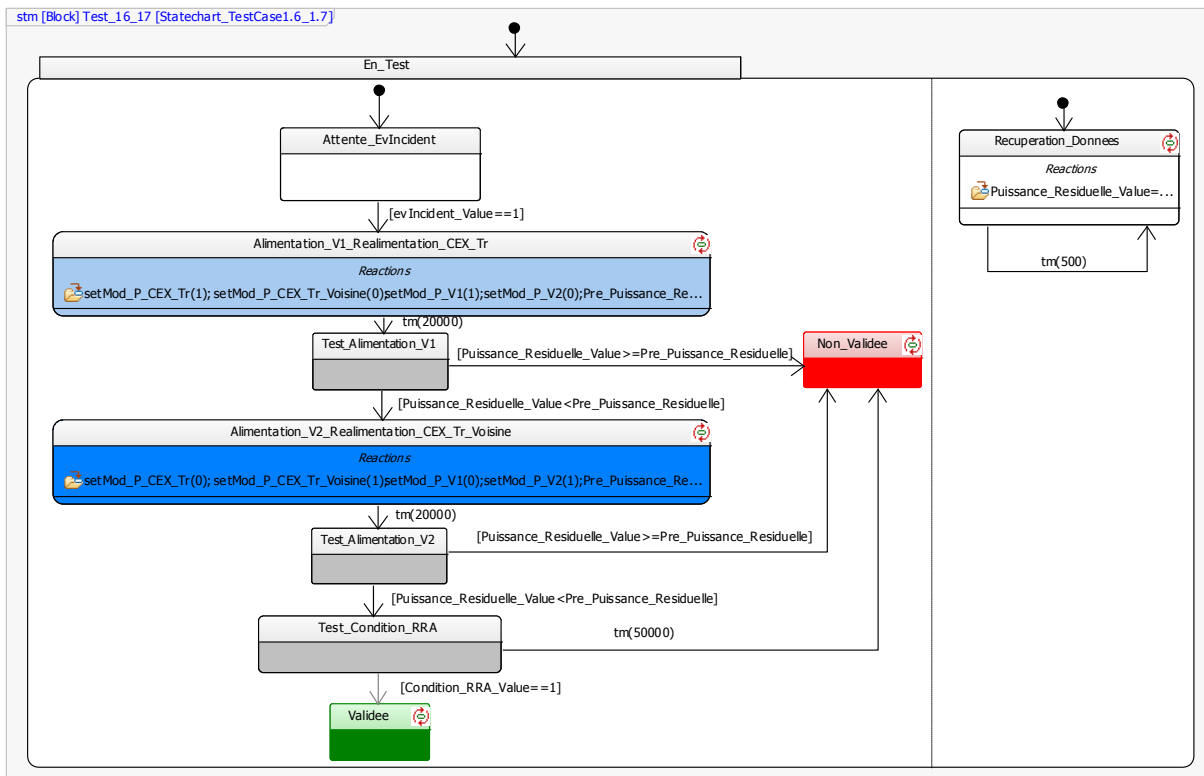 stm [Block] Test_16_17 [Statechart_TestCase1.6_1.7]
En_Test
Attente_EvIncident
[evIncident_Value==1]
Alimentation_V1_Realimentation_CEX_Tr
Reactions
setMod_P_CEX_Tr(1); setMod_P_CEX_Tr_Voisine(0);setMod_P_V1(1);setMod_P_V2(0);Pre_Puissance_Re...
tm(20000)
Test_Alimentation_V1
[Puissance_Residuelle_Value>=Pre_Puissance_Residuelle]
Non_Validee
[Puissance_Residuelle_Value<Pre_Puissance_Residuelle]
Alimentation_V2_Realimentation_CEX_Tr_Voisine
Reactions
setMod_P_CEX_Tr(0); setMod_P_CEX_Tr_Voisine(1);setMod_P_V1(0);setMod_P_V2(1);Pre_Puissance_Re...
tm(20000)
Test_Alimentation_V2
[Puissance_Residuelle_Value>=Pre_Puissance_Residuelle]
[Puissance_Residuelle_Value<Pre_Puissance_Residuelle]
Test_Condition_RRA
tm(50000)
[Condition_RRA_Value==1]
Validee
Recuperation_Donnees
Reactions
Puissance_Residuelle_Value=...
tm(500)